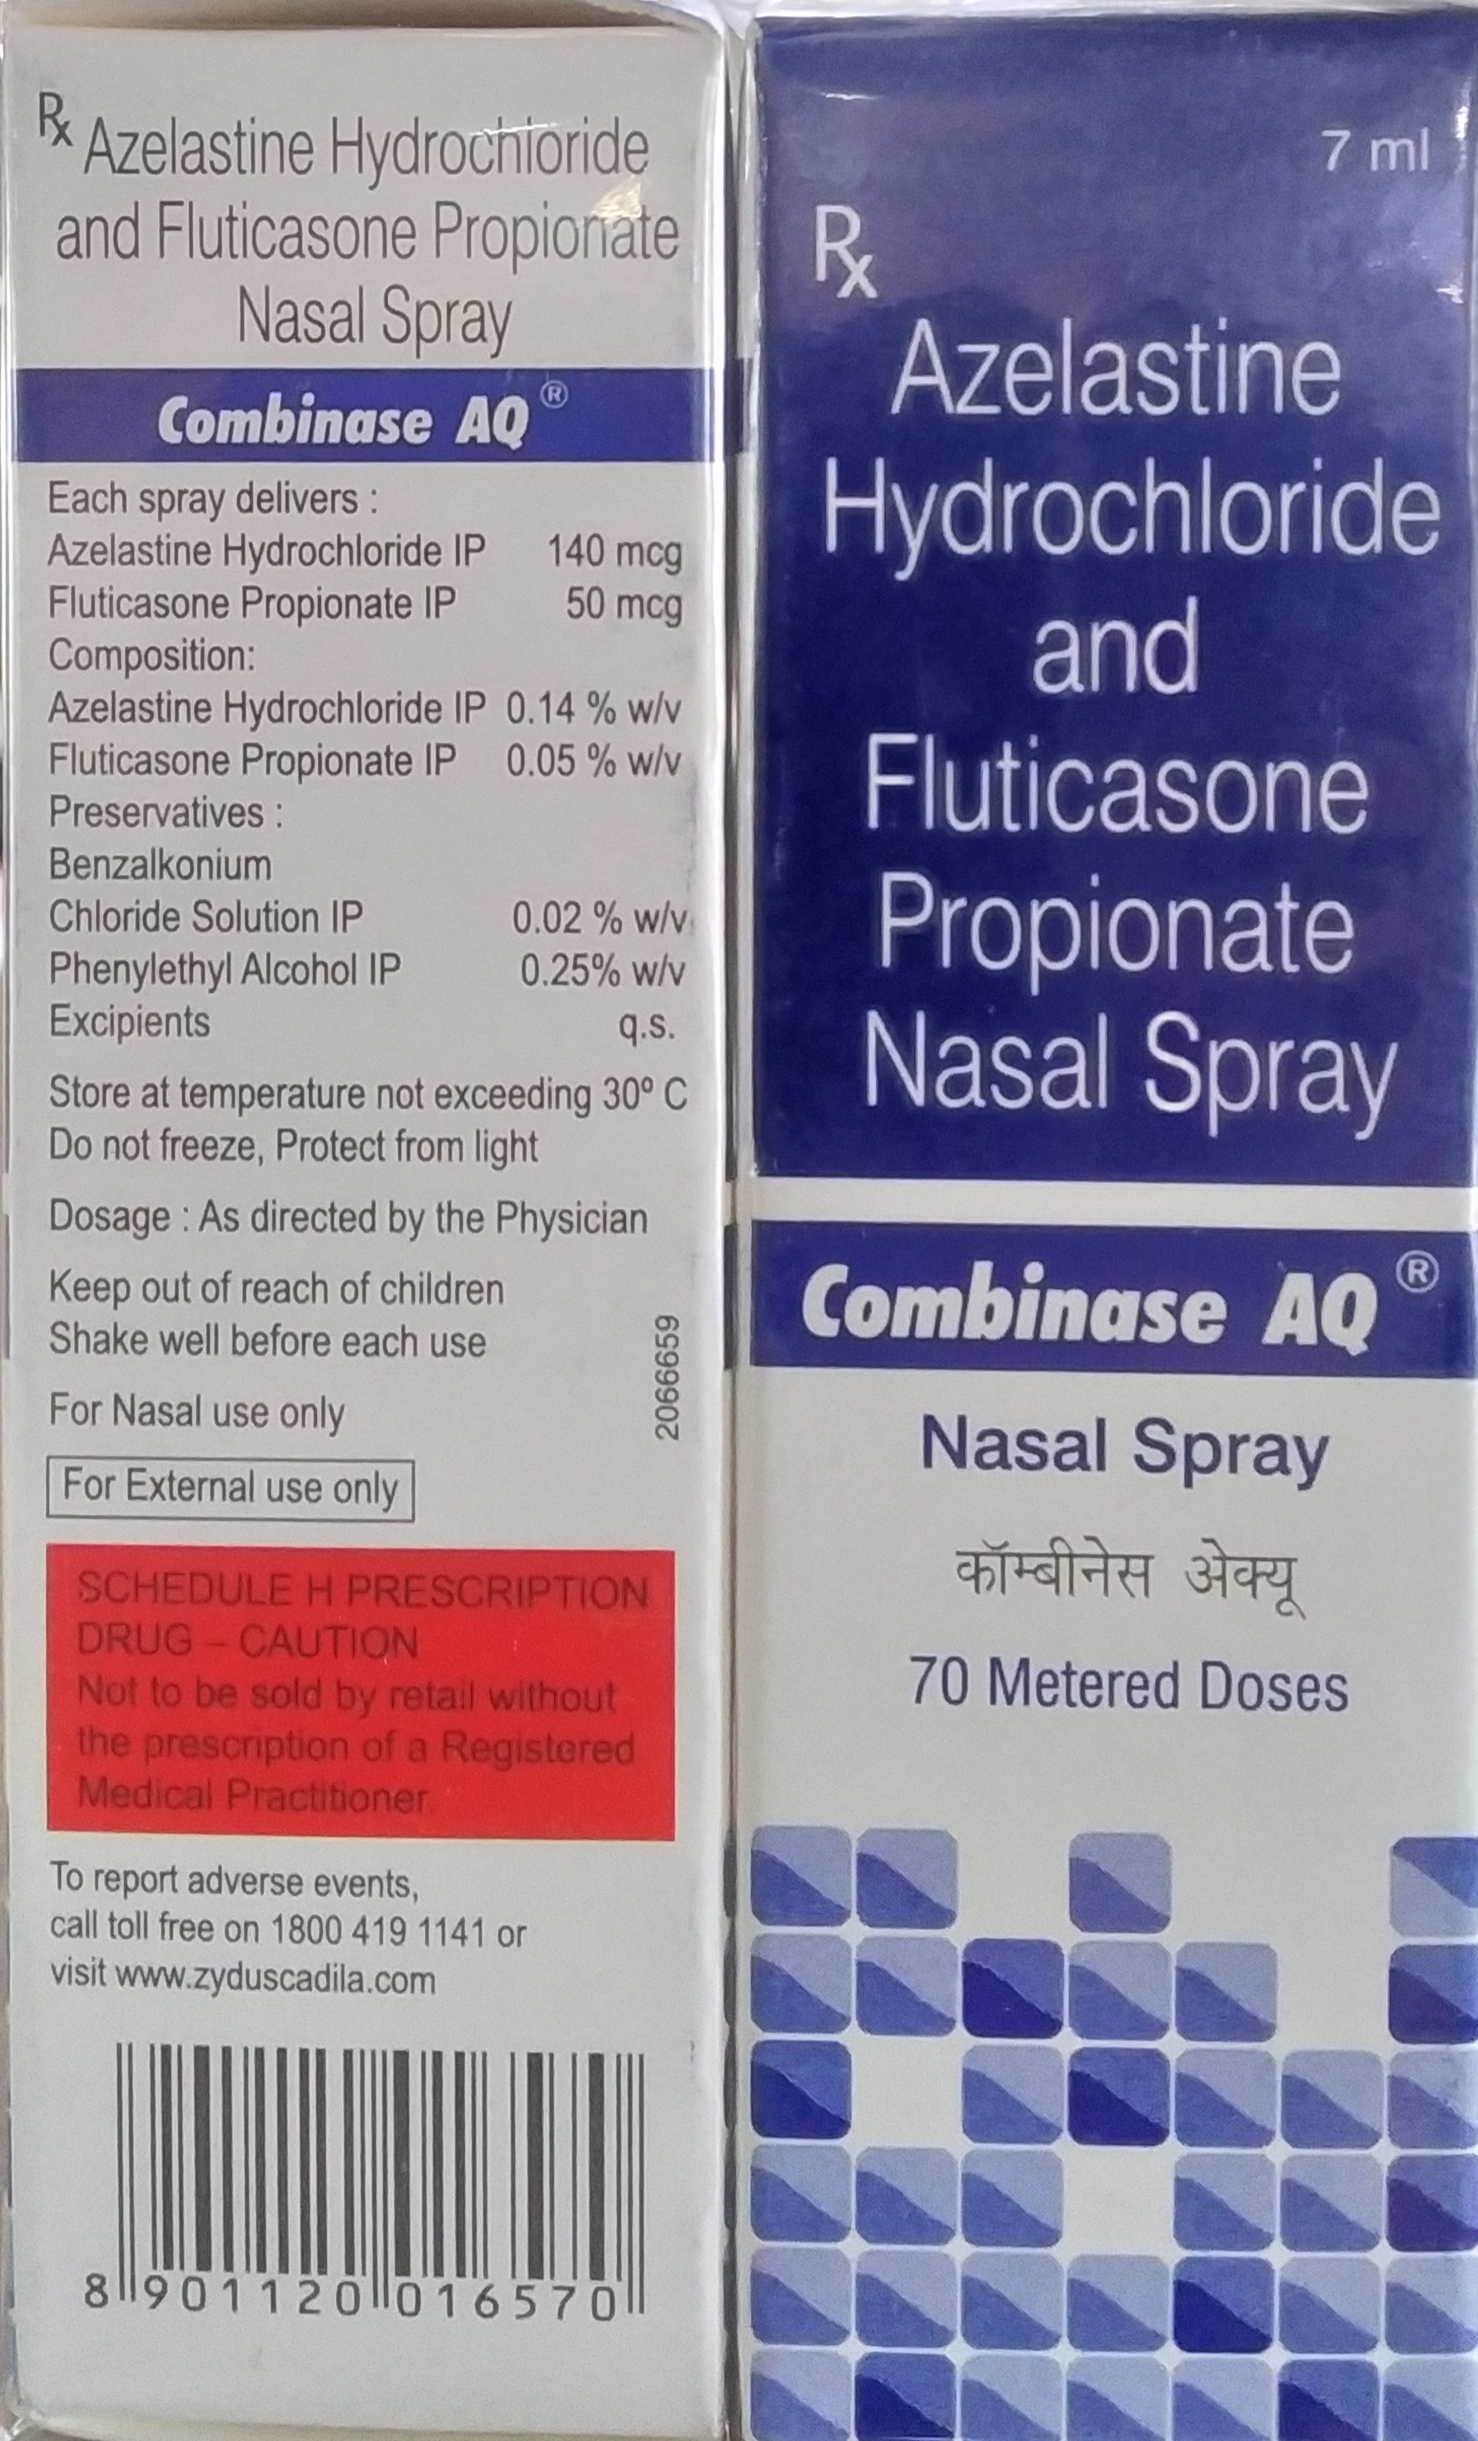 Rx Azelastine Hydrochloride
and Fluticasone Propionate
Nasal Spray
Combinase AQ ®
Each spray delivers :
Azelastine Hydrochloride IP 140 mcg
Fluticasone Propionate IP 50 mcg
Composition:
Azelastine Hydrochloride IP 0.14 % w/v
Fluticasone Propionate IP 0.05 % w/v
Preservatives :
Benzalkonium
Chloride Solution IP 0.02 % w/v
Phenylethyl Alcohol IP 0.25% w/v
Excipients q.s.
Store at temperature not exceeding 30º C
Do not freeze, Protect from light
Dosage : As directed by the Physician
Keep out of reach of children
Shake well before each use
For Nasal use only
2066659
For External use only
SCHEDULE H PRESCRIPTION
DRUG – CAUTION
Not to be sold by retail without
the prescription of a Registered
Medical Practitioner.
To report adverse events,
call toll free on 1800 419 1141 or
visit www.zyduscadila.com
8 901120 016570
7 ml
Rx
Azelastine
Hydrochloride
and
Fluticasone
Propionate
Nasal Spray
Combinase AQ ®
Nasal Spray
कॉम्बीनेस अेक्यू
70 Metered Doses